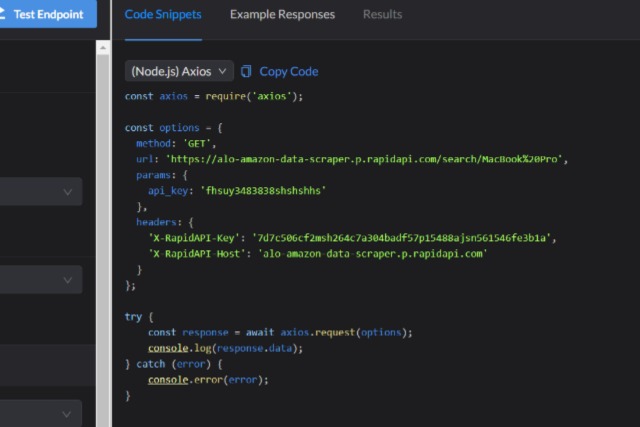 Test Endpoint
Code Snippets Example Responses Results
(Node.js) Axios Copy Code
const axios = require('axios');
const options = {
method: 'GET',
url: 'https://alo-amazon-data-scraper.p.rapidapi.com/search/MacBook%20Pro',
params: {
api_key: 'fhsuy3483838shshshhs'
},
headers: {
'X-RapidAPI-Key': '7d7c506cf2msh264c7a304badf57p15488ajsn561546fe3b1a',
'X-RapidAPI-Host': 'alo-amazon-data-scraper.p.rapidapi.com'
}
};
try {
const response = await axios.request(options);
console.log(response.data);
} catch (error) {
console.error(error);
}